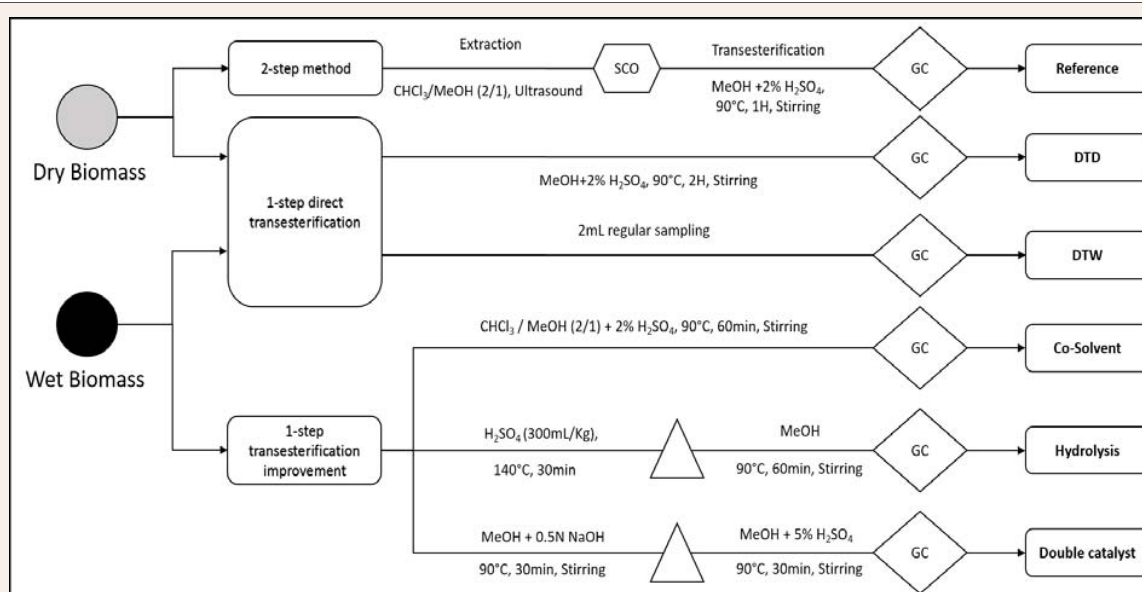 Extraction
Transesterification
2-step method
SCO
GC
Reference
CHCl₃/MeOH (2/1), Ultrasound
MeOH +2% H₂SO₄,
90°C, 1H, Stirring
Dry Biomass
GC
DTD
MeOH+2% H₂SO₄, 90°C, 2H, Stirring
1-step direct
transesterification
2mL regular sampling
GC
DTW
CHCl₃ / MeOH (2/1) + 2% H₂SO₄, 90°C, 60min, Stirring
GC
Co-Solvent
Wet Biomass
1-step
transesterification
improvement
H₂SO₄ (300mL/Kg),
140°C, 30min
MeOH
90°C, 60min, Stirring
GC
Hydrolysis
MeOH + 0.5N NaOH
90°C, 30min, Stirring
MeOH + 5% H₂SO₄
90°C, 30min, Stirring
GC
Double catalyst